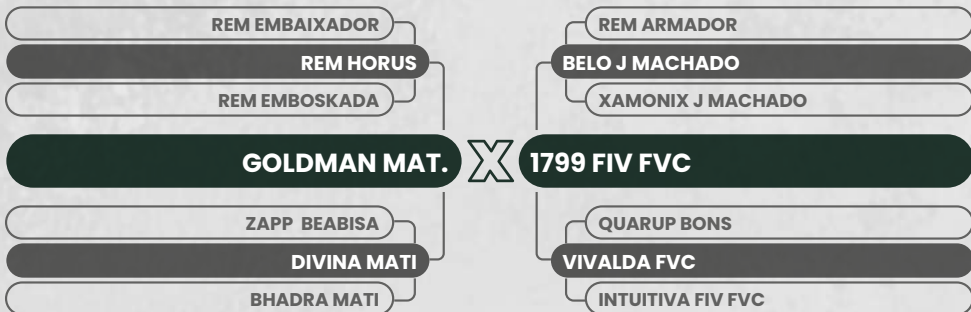 REM EMBAIXADOR
REM HORUS
REM EMBOSKADA
GOLDMAN MAT.
ZAPP BEABISA
DIVINA MATI
BHADRA MATI
X
REM ARMADOR
BELO J MACHADO
XAMONIX J MACHADO
1799 FIV FVC
QUARUP BONS
VIVALDA FVC
INTUITIVA FIV FVC